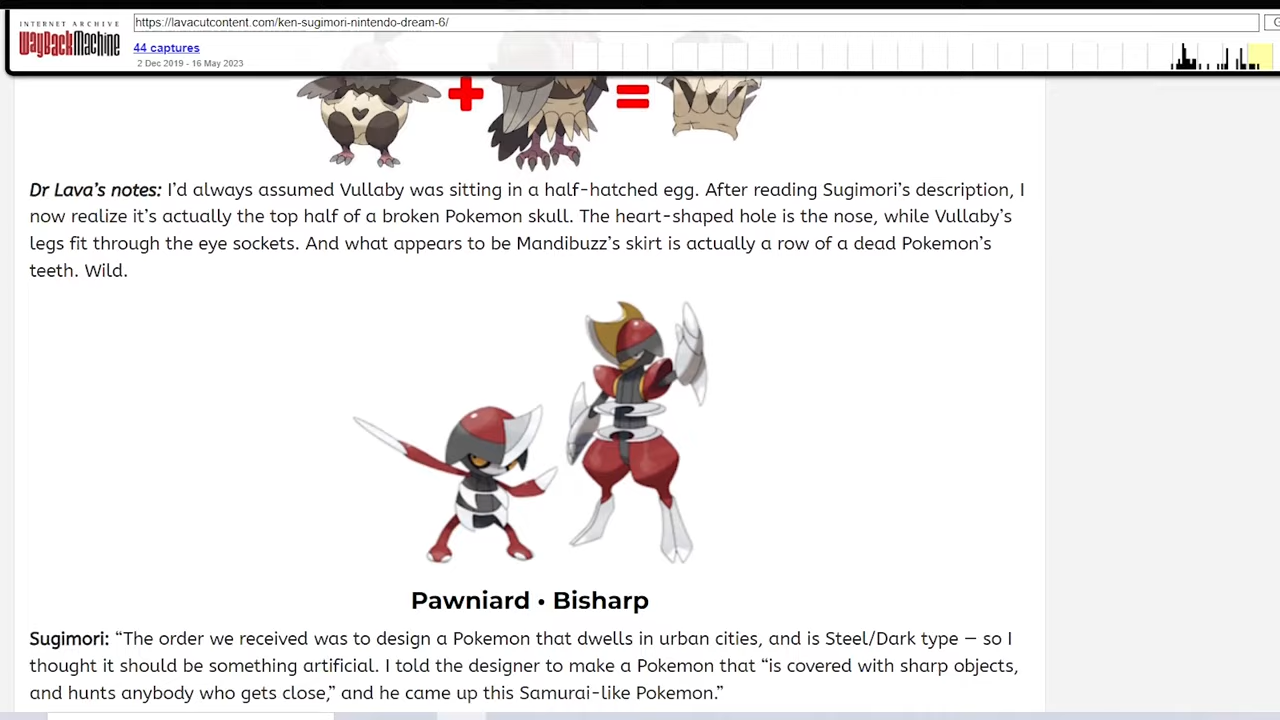 INTERNET ARCHIVE
WayBackMachine
https://lavacutcontent.com/ken-sugimori-nintendo-dream-6/
44 captures
2 Dec 2019 - 16 May 2023
Dr Lava’s notes: I’d always assumed Vullaby was sitting in a half-hatched egg. After reading Sugimori’s description, I
now realize it’s actually the top half of a broken Pokemon skull. The heart-shaped hole is the nose, while Vullaby’s
legs fit through the eye sockets. And what appears to be Mandibuzz’s skirt is actually a row of a dead Pokemon’s
teeth. Wild.
Pawniard • Bisharp
Sugimori: “The order we received was to design a Pokemon that dwells in urban cities, and is Steel/Dark type — so I
thought it should be something artificial. I told the designer to make a Pokemon that “is covered with sharp objects,
and hunts anybody who gets close,” and he came up this Samurai-like Pokemon.”